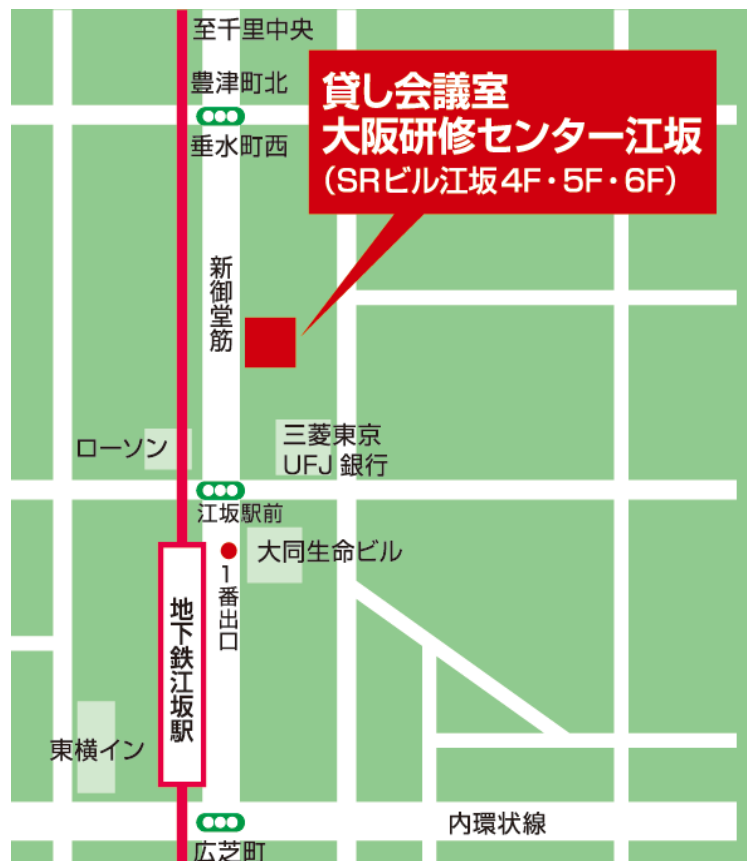 至千里中央
豊津町北
垂水町西
貸し会議室
大阪研修センター江坂
(SRビル江坂4F・5F・6F)
新御堂筋
ローソン
三菱東京
UFJ 銀行
江坂駅前
大同生命ビル
1番出口
地下鉄江坂駅
東横イン
内環状線
広芝町